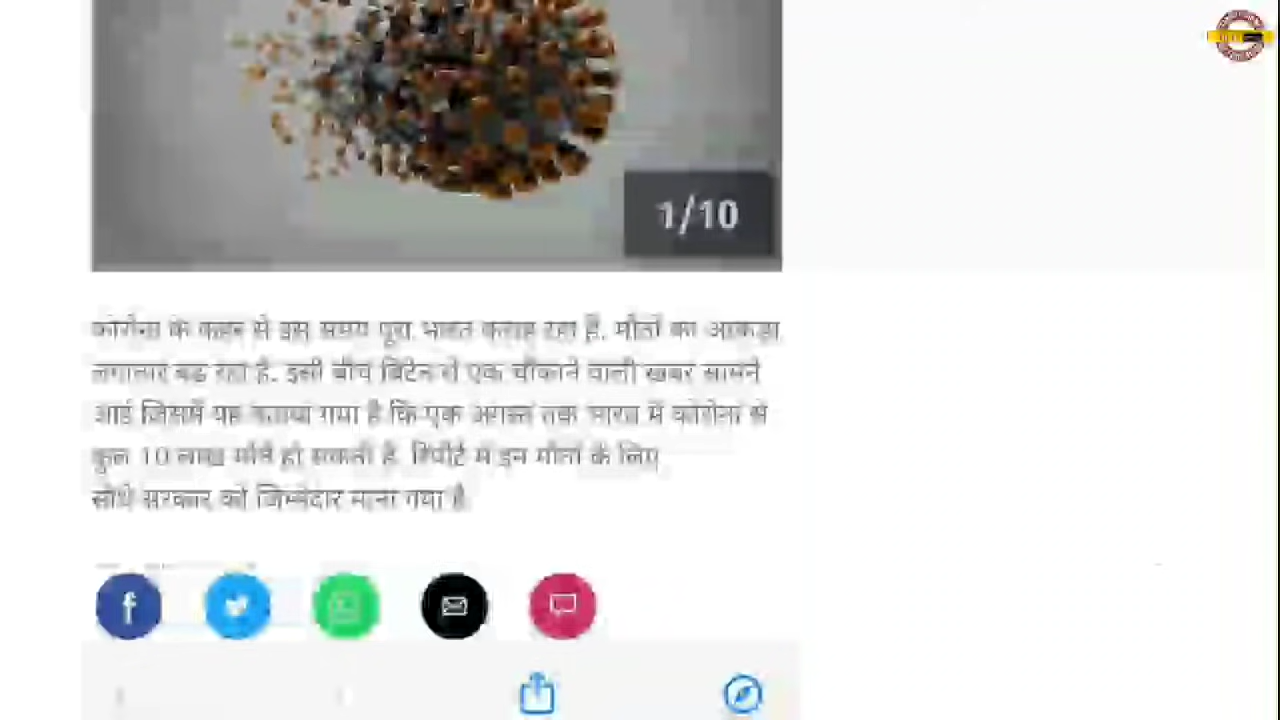 1/10
कोरोना के कहर से इस समय पूरा भारत कराह रहा है. मौतों का आंकड़ा
लगातार बढ़ रहा है. इसी बीच ब्रिटेन से एक चौंकाने वाली खबर सामने
आई जिसमें यह बताया गया है कि एक अगस्त तक भारत में कोरोना से
कुल 10 लाख मौतें हो सकती हैं. रिपोर्ट में इन मौतों के लिए
सीधे सरकार को जिम्मेदार माना गया है.